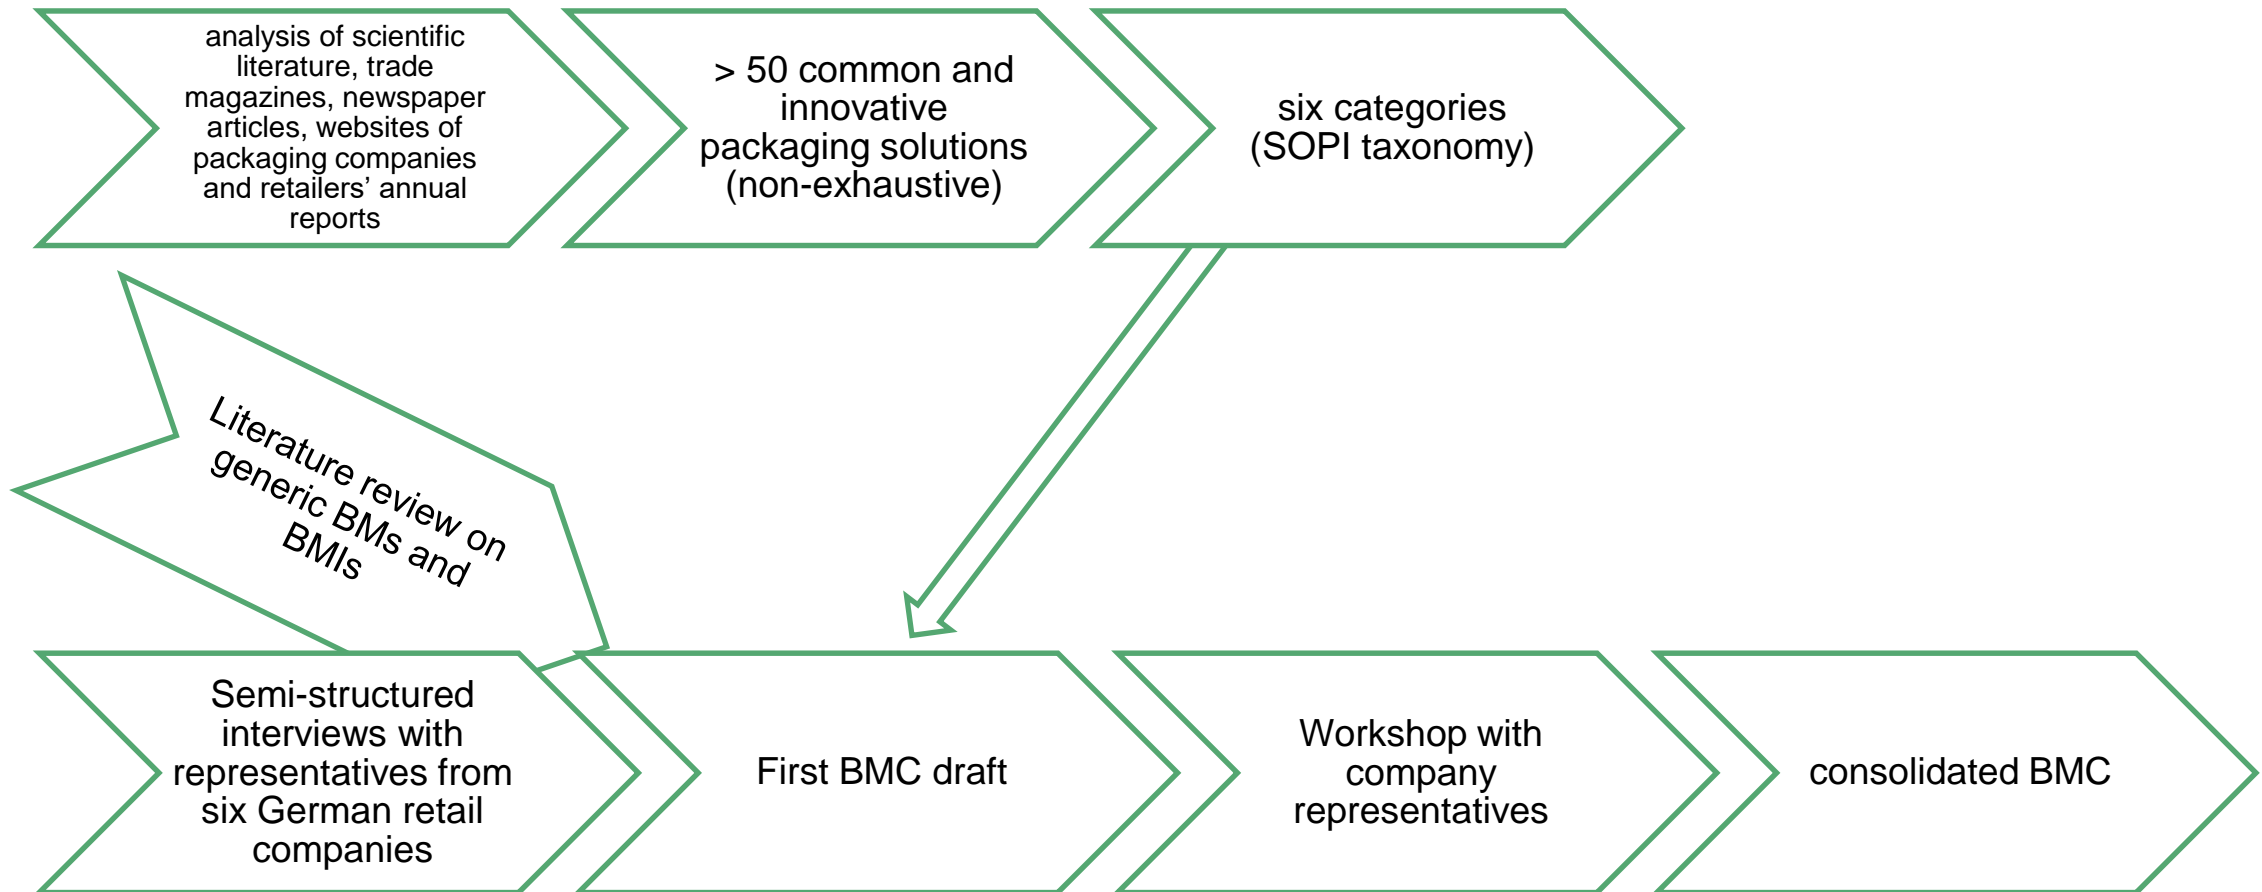 analysis of scientific
literature, trade
magazines, newspaper
articles, websites of
packaging companies
and retailers’ annual
reports
> 50 common and
innovative
packaging solutions
(non-exhaustive)
six categories
(SOPI taxonomy)
Literature review on
generic BMs and
BMIs
Semi-structured
interviews with
representatives from
six German retail
companies
First BMC draft
Workshop with
company
representatives
consolidated BMC